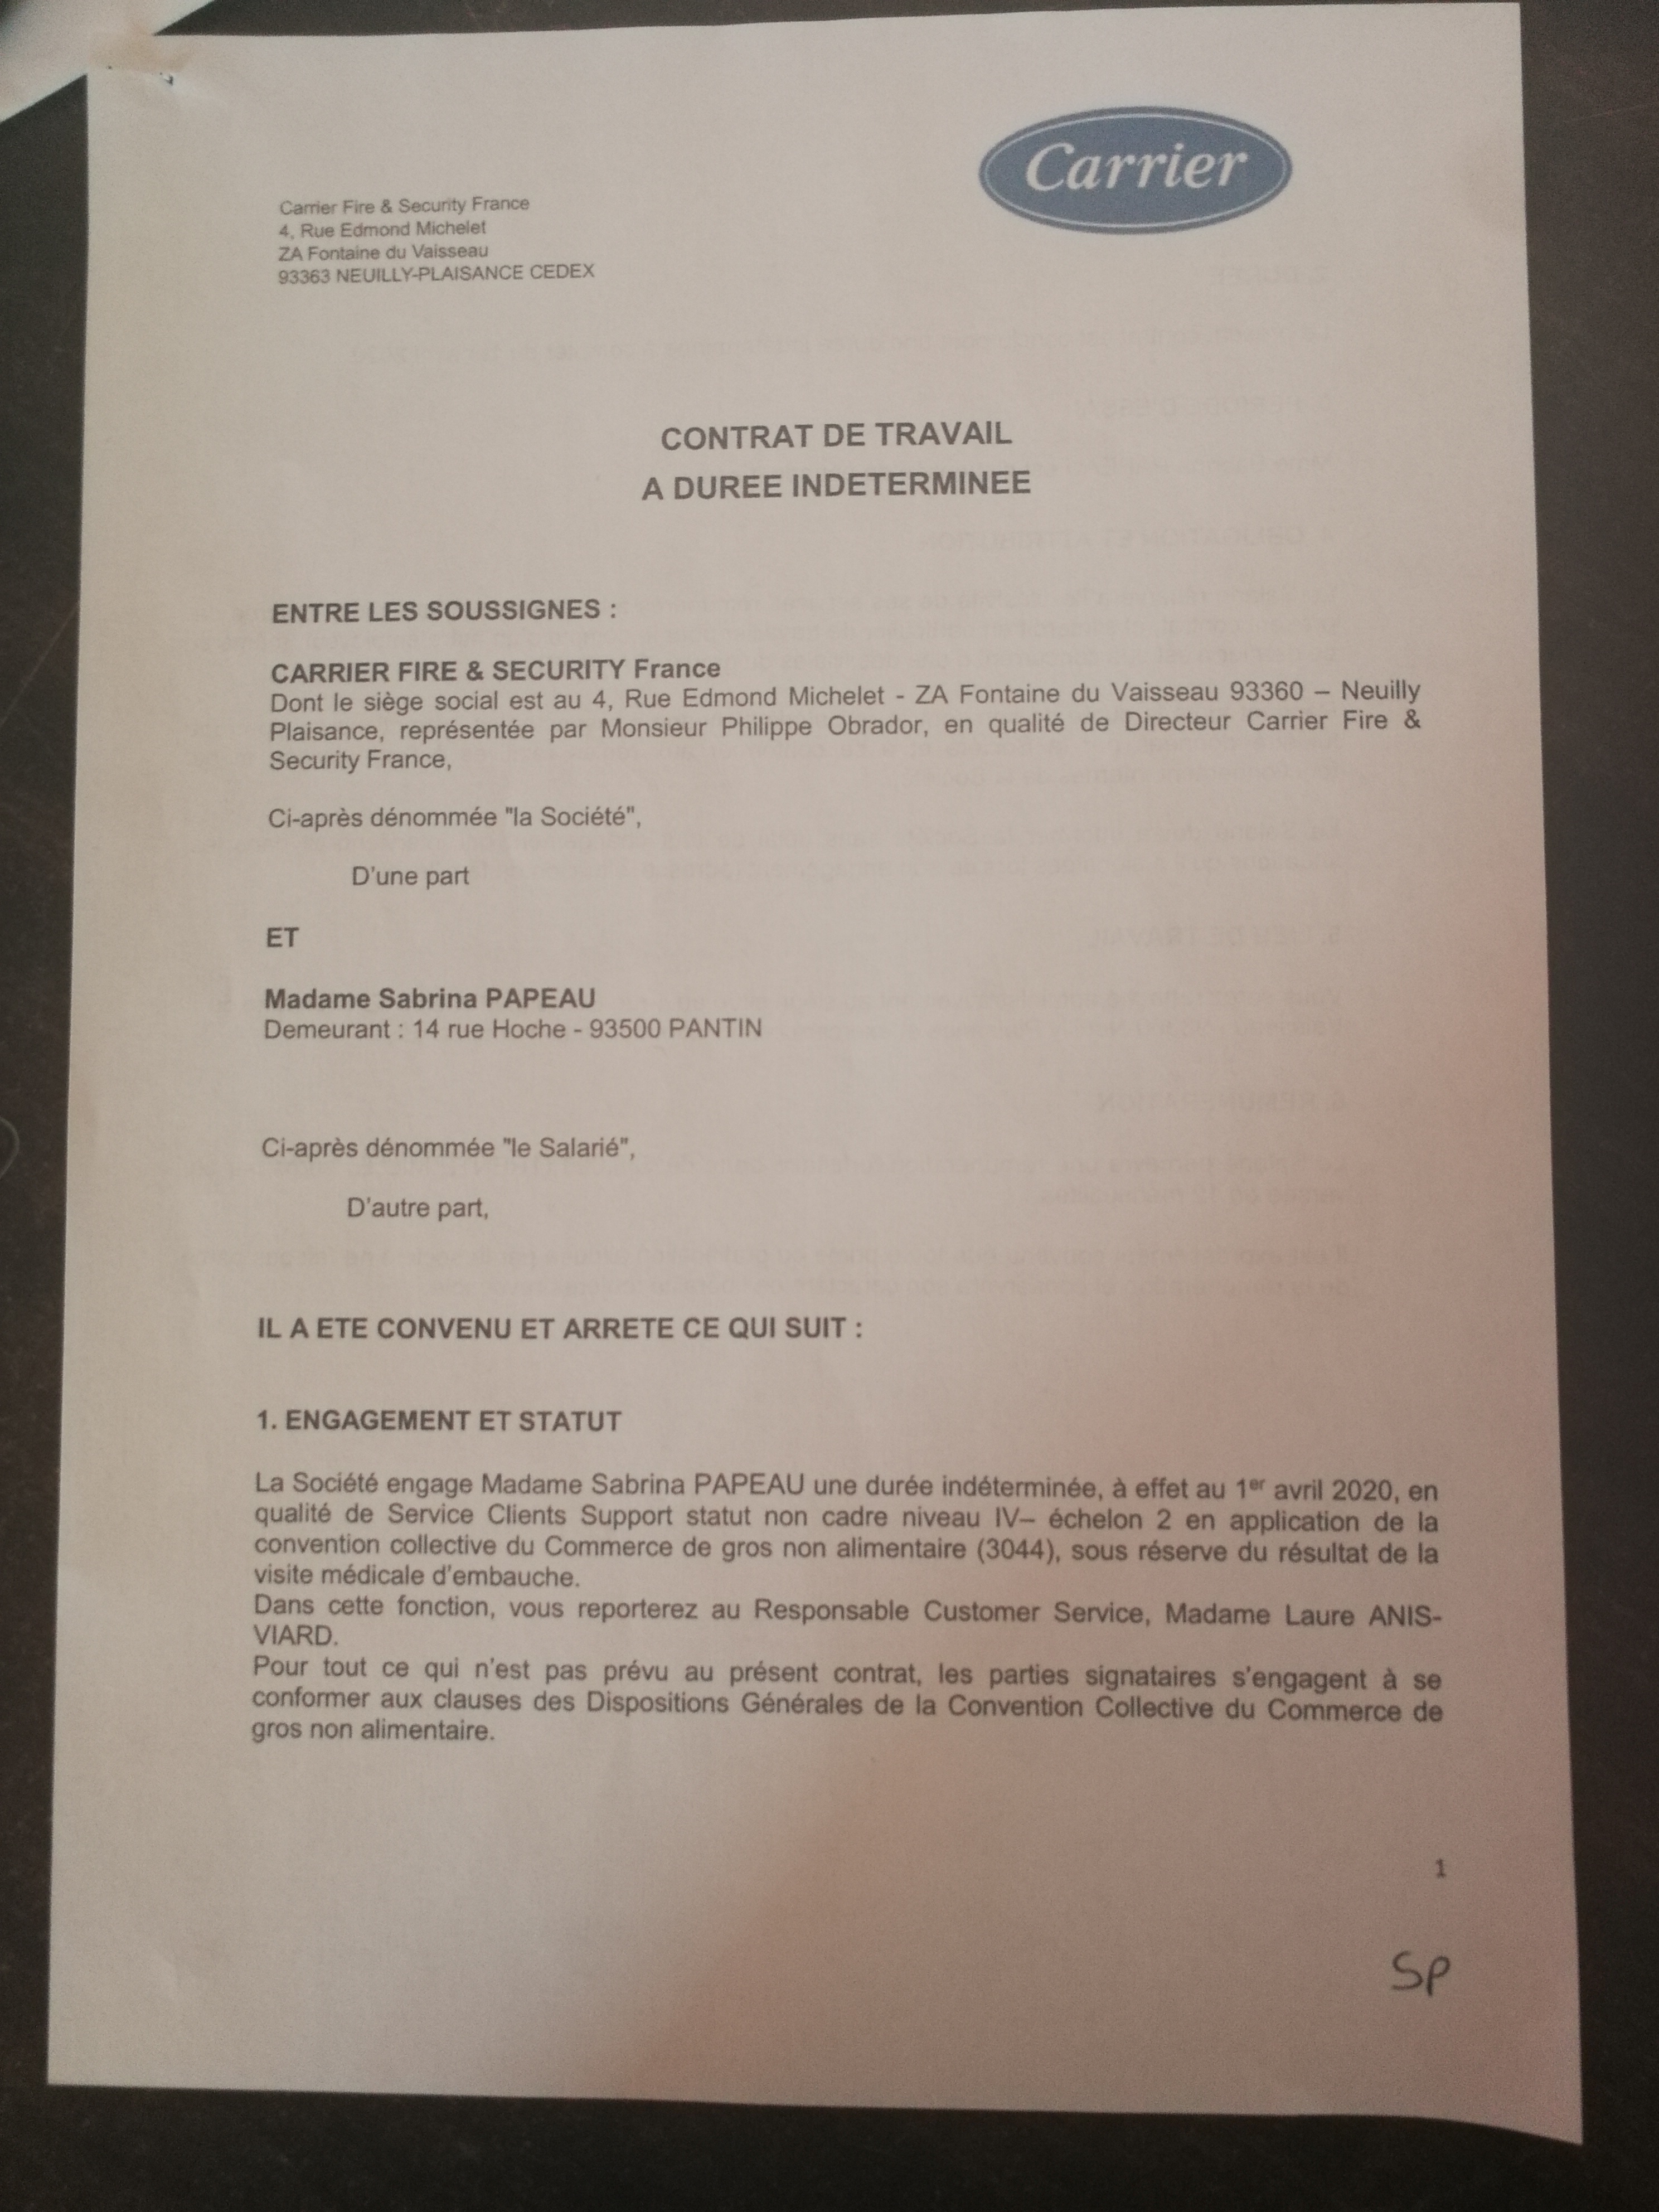 Carrier
Carrier Fire & Security France
4, Rue Edmond Michelet
ZA Fontaine du Vaisseau
93363 NEUILLY-PLAISANCE CEDEX
CONTRAT DE TRAVAIL
A DUREE INDETERMINEE
ENTRE LES SOUSSIGNES :
CARRIER FIRE & SECURITY France
Dont le siège social est au 4, Rue Edmond Michelet - ZA Fontaine du Vaisseau 93360 – Neuilly
Plaisance, représentée par Monsieur Philippe Obrador, en qualité de Directeur Carrier Fire &
Security France,
Ci-après dénommée "la Société",
D'une part
ET
Madame Sabrina PAPEAU
Demeurant : 14 rue Hoche - 93500 PANTIN
Ci-après dénommée "le Salarié",
D'autre part,
IL A ETE CONVENU ET ARRETE CE QUI SUIT :
1. ENGAGEMENT ET STATUT
La Société engage Madame Sabrina PAPEAU une durée indéterminée, à effet au 1er avril 2020, en
qualité de Service Clients Support statut non cadre niveau IV– échelon 2 en application de la
convention collective du Commerce de gros non alimentaire (3044), sous réserve du résultat de la
visite médicale d'embauche.
Dans cette fonction, vous reporterez au Responsable Customer Service, Madame Laure ANIS-
VIARD.
Pour tout ce qui n'est pas prévu au présent contrat, les parties signataires s'engagent à se
conformer aux clauses des Dispositions Générales de la Convention Collective du Commerce de
gros non alimentaire.
1
SP